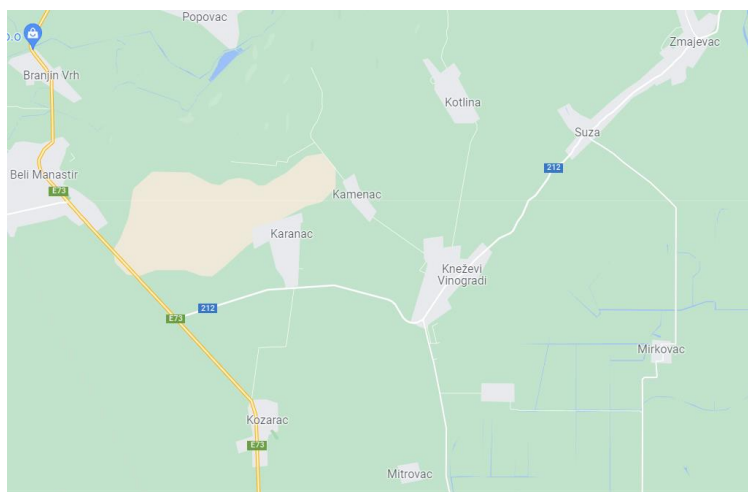 Popovac
Zmajevac
Branjin Vrh
Kotlina
Suza
212
Beli Manastir
E73
Kamenac
Karanac
Kneževi
Vinogradi
212
E73
Mirkovac
Kozarac
E73
Mitrovac